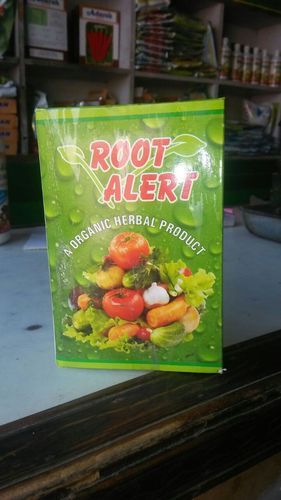 ROOT
ALERT
A ORGANIC HERBAL PRODUCT